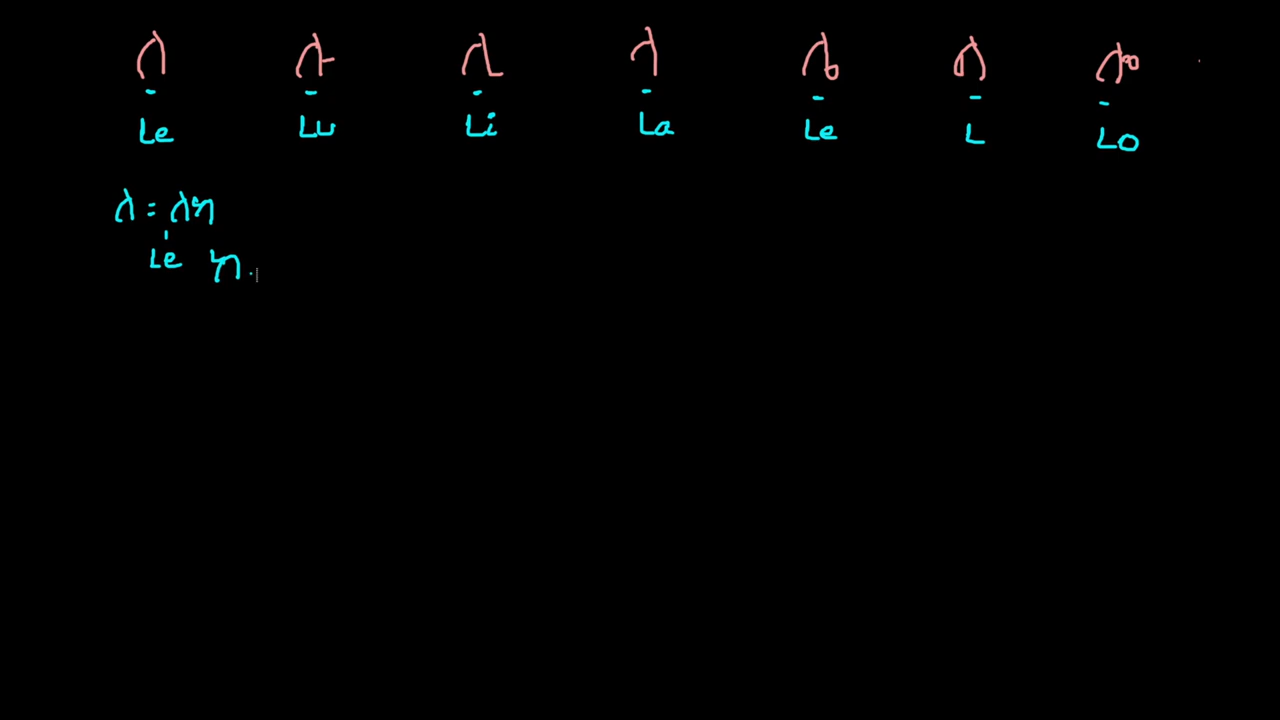 ለ ሉ ሊ ላ ሌ ል ሎ
Le Lu Li La Le L Lo
ለ = ለካ
Le ካ